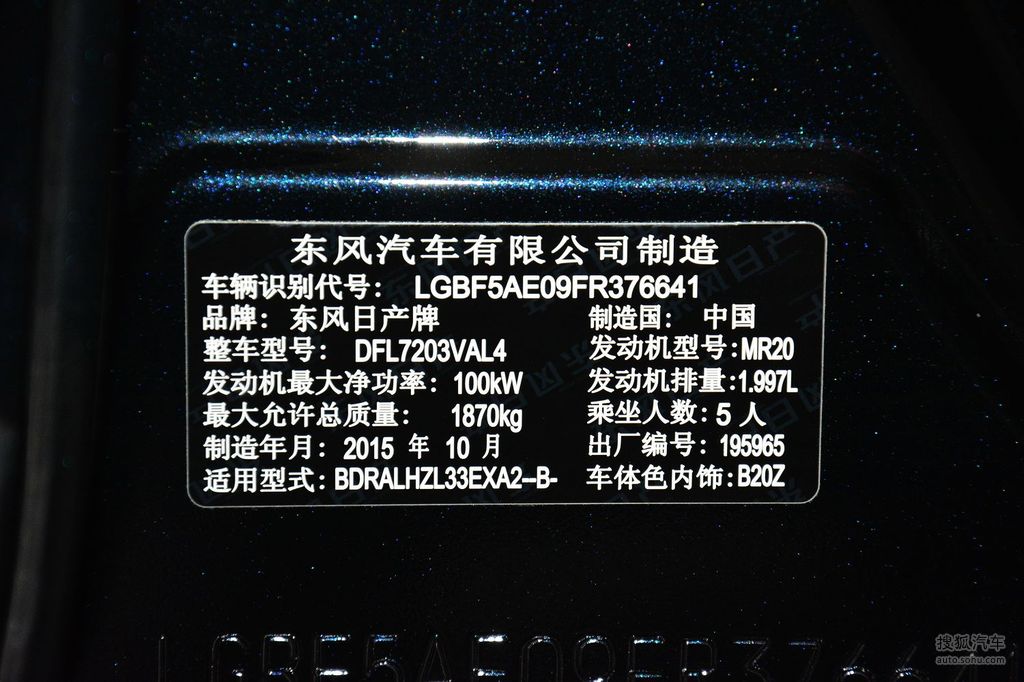 东风汽车有限公司制造
车辆识别代号： LGBF5AE09FR376641
品牌：东风日产牌 制造国： 中国
整车型号： DFL7203VAL4 发动机型号:MR20
发动机最大净功率：100kW 发动机排量:1.997L
最大允许总质量： 1870kg 乘坐人数:5人
制造年月：2015 年 10 月 出厂编号：195965
适用型式：BDRALHZL33EXA2--B- 车体色内饰:B20Z
LGBF5AE09FR376641
搜狐汽车
auto.sohu.com